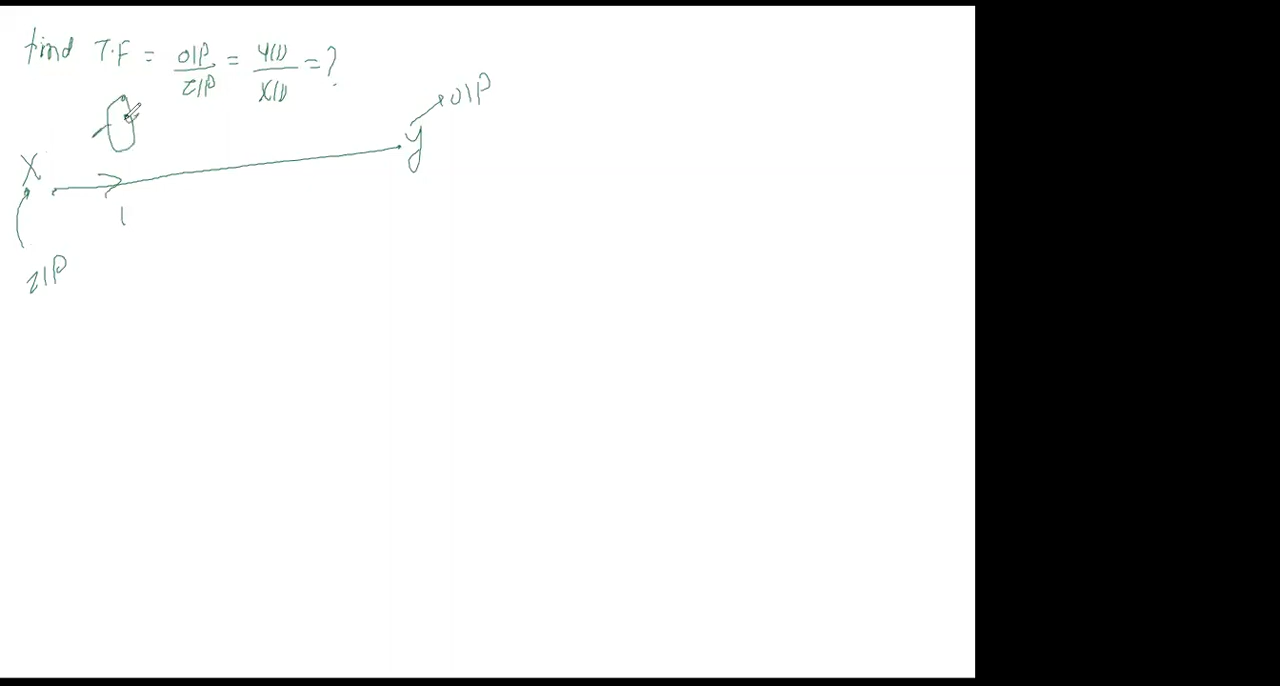 find T.F = O/P / I/P = Y(s) / X(s) = ?
O/P
X
y
1
I/P